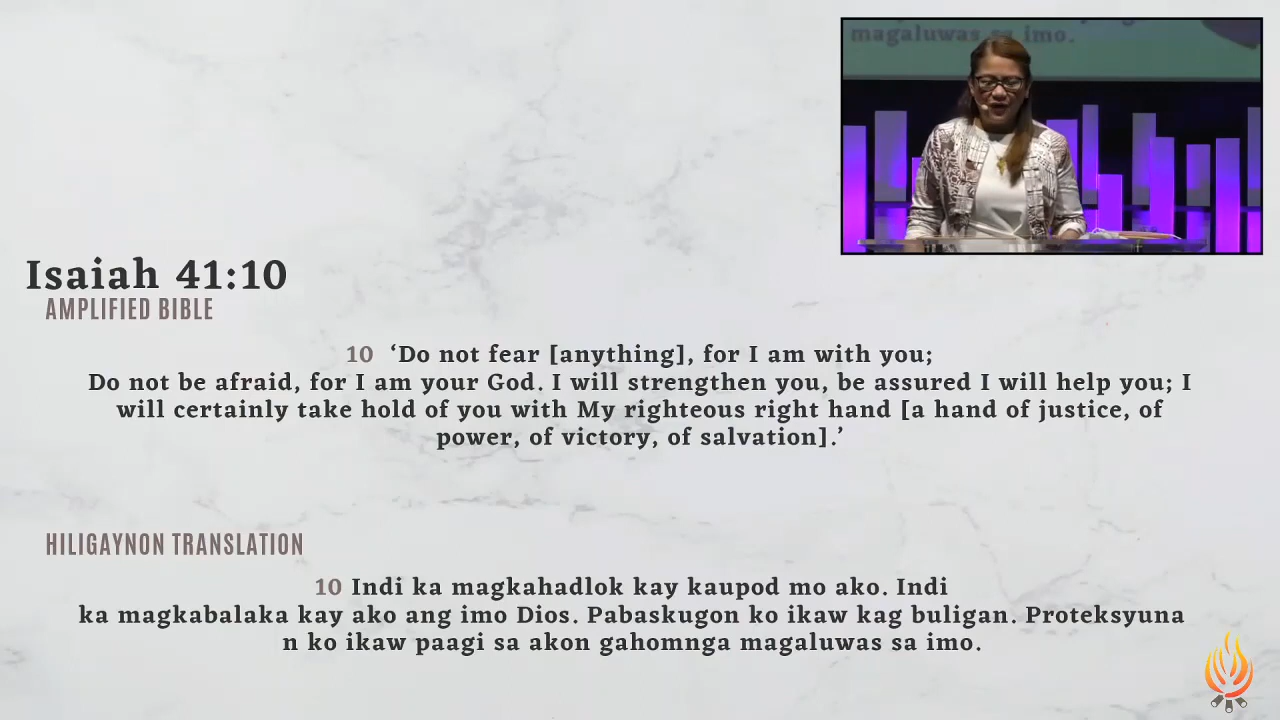 magaluwas sa imo.
Isaiah 41:10
AMPLIFIED BIBLE
10 ‘Do not fear [anything], for I am with you;
Do not be afraid, for I am your God. I will strengthen you, be assured I will help you; I
will certainly take hold of you with My righteous right hand [a hand of justice, of
power, of victory, of salvation].’
HILIGAYNON TRANSLATION
10 Indi ka magkahadlok kay kaupod mo ako. Indi
ka magkabalaka kay ako ang imo Dios. Pabaskugon ko ikaw kag buligan. Proteksyuna
n ko ikaw paagi sa akon gahomnga magaluwas sa imo.